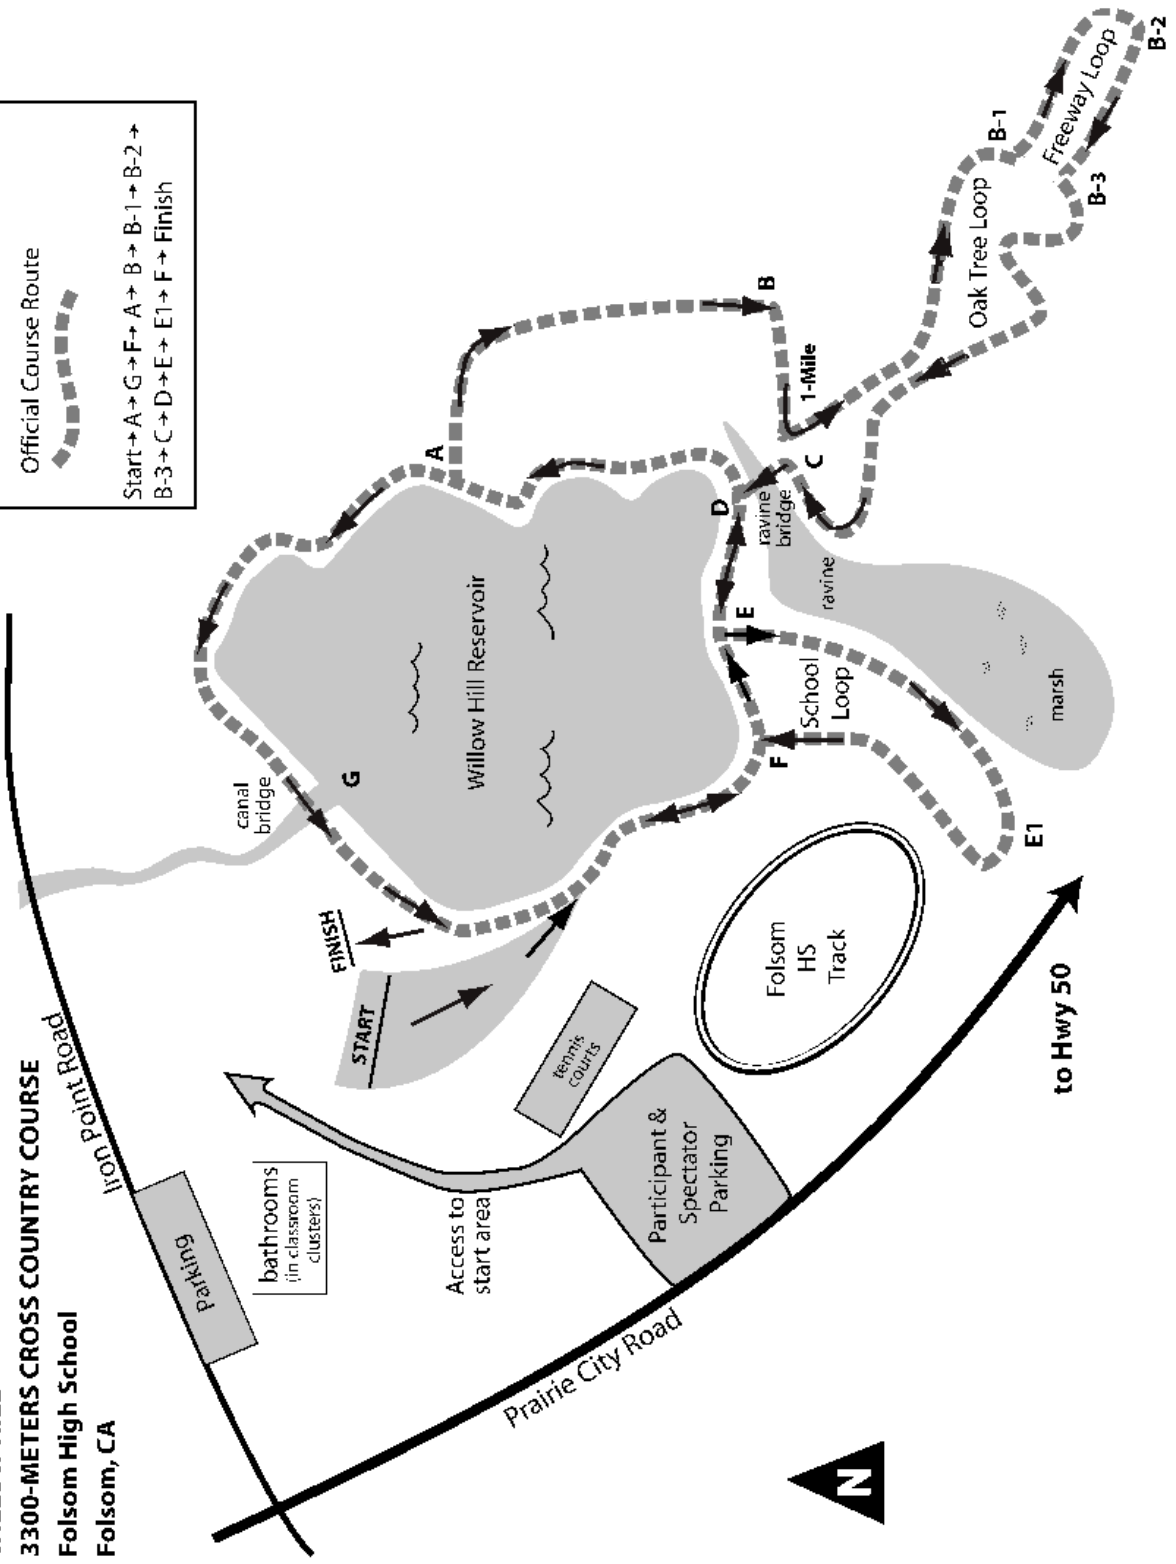 3300-METERS CROSS COUNTRY COURSE
Folsom High School
Folsom, CA
Official Course Route
Start→A→G→F→A→B→B-1→B-2→
B-3→C→D→E→E1→F→Finish
Iron Point Road
Parking
bathrooms
(in classroom
clusters)
Access to
start area
START
FINISH
canal
bridge
G
A
Willow Hill Reservoir
B
1-Mile
B-1
Freeway Loop
B-2
B-3
Oak Tree Loop
C
D
ravine
bridge
ravine
E
School
Loop
F
marsh
E1
tennis
courts
Folsom
HS
Track
Participant &
Spectator
Parking
Prairie City Road
to Hwy 50
N